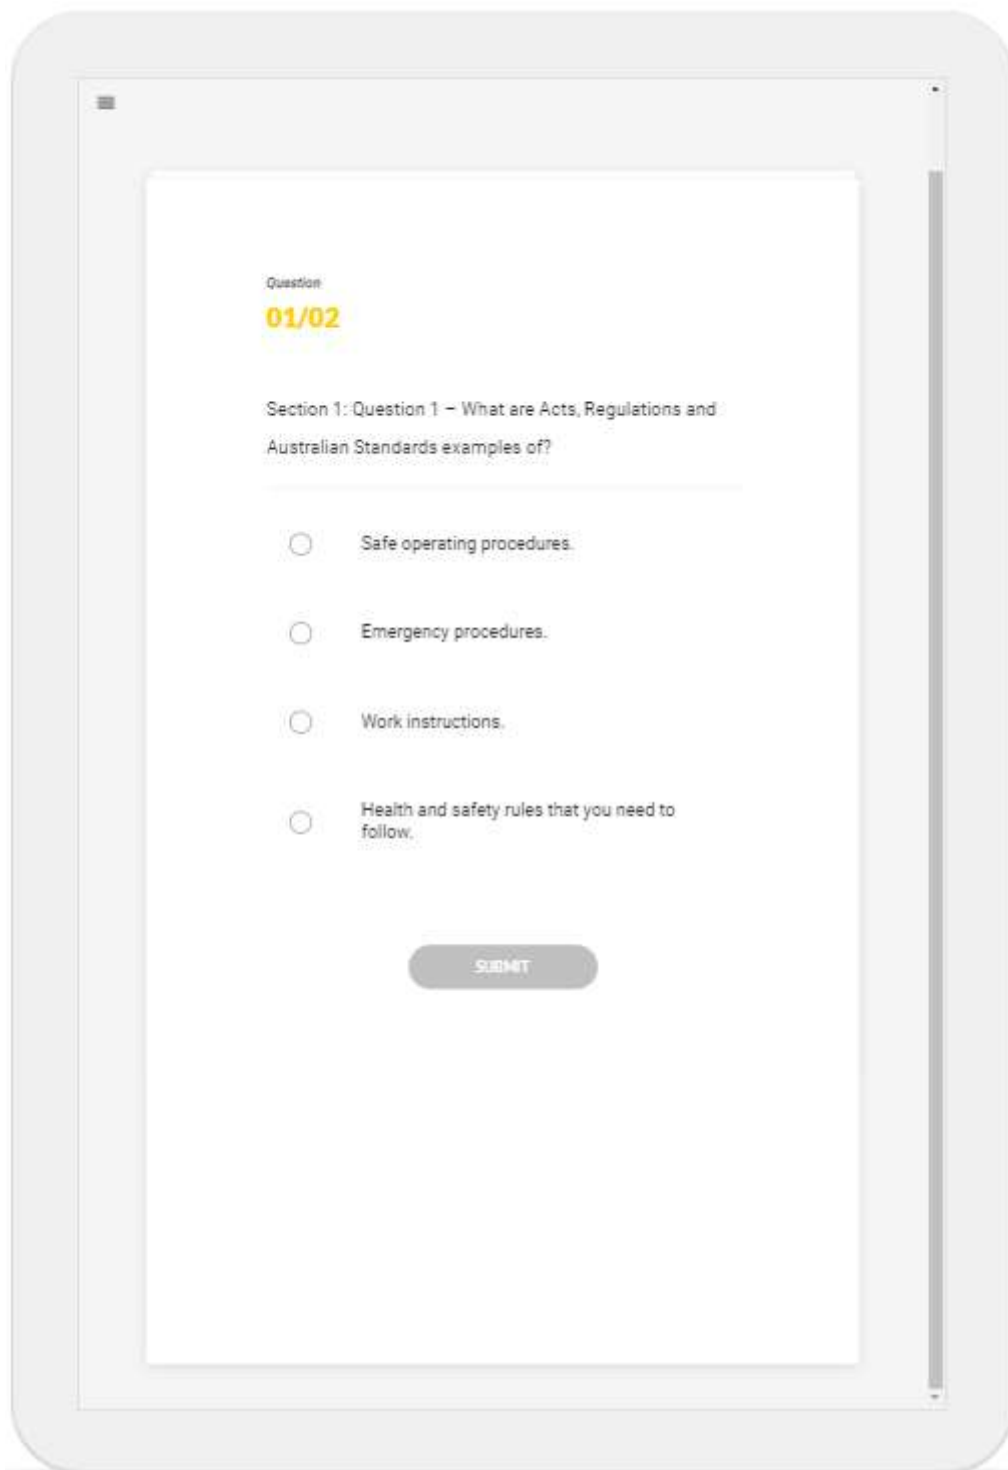 Question
01/02
Section 1: Question 1 – What are Acts, Regulations and
Australian Standards examples of?
Safe operating procedures.
Emergency procedures.
Work instructions.
Health and safety rules that you need to
follow.
SUBMIT